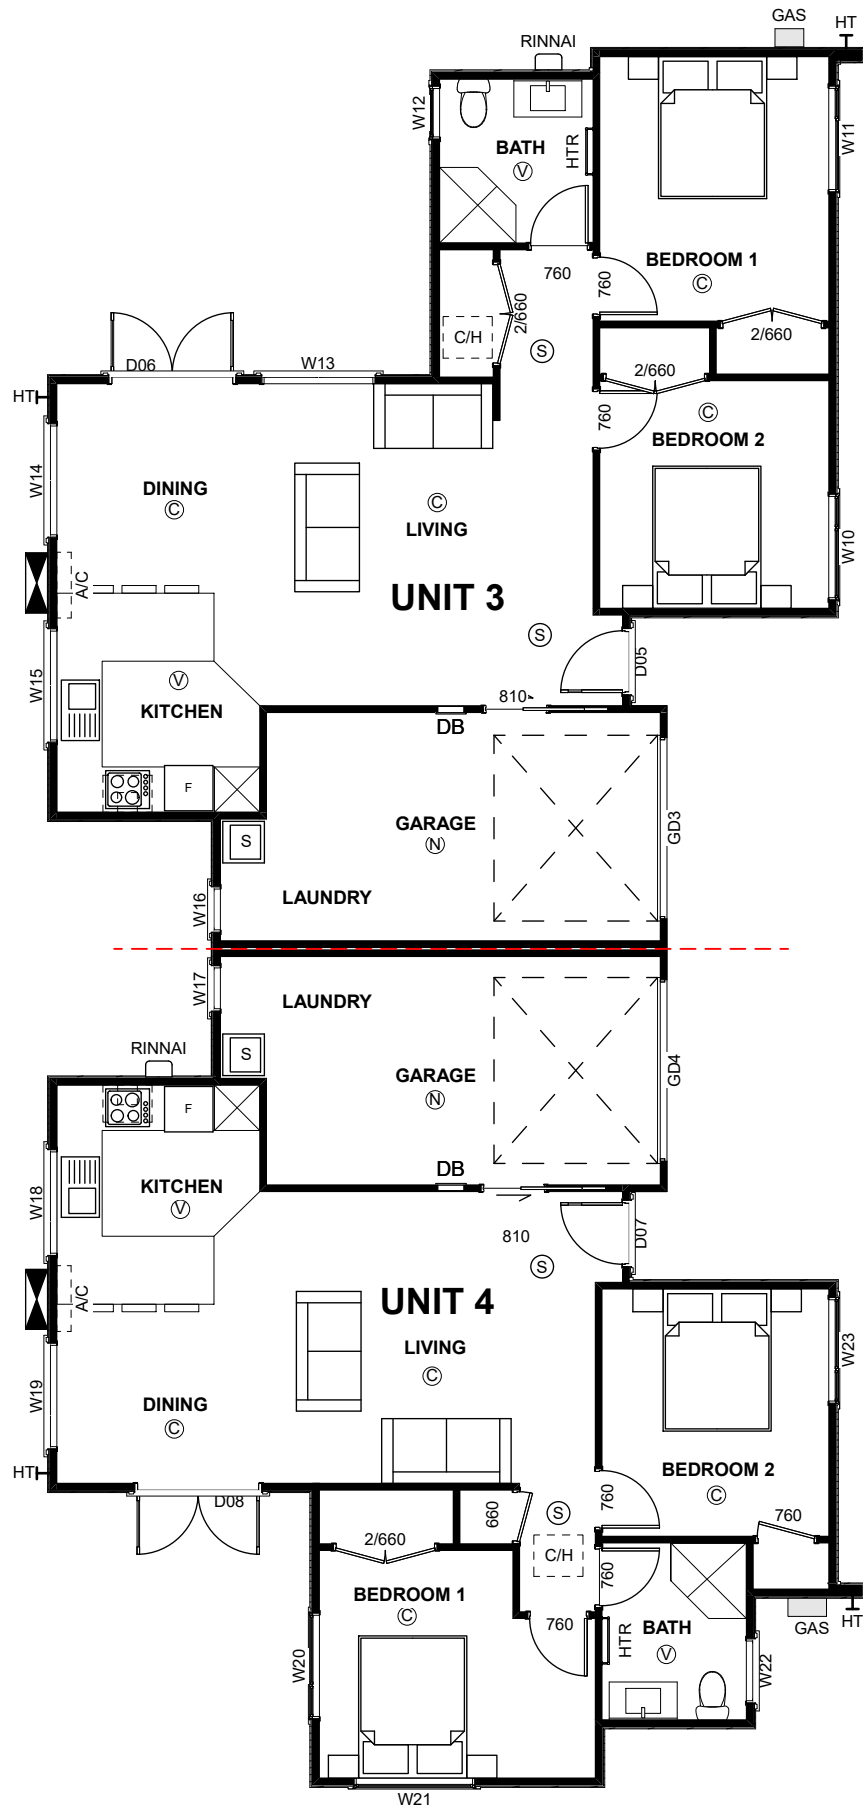 GAS
HT
RINNAI
W12
BATH
V
HTR
W11
BEDROOM 1
C
760
760
2/660
2/660
C/H
S
2/660
D06
W13
HT
760
C
BEDROOM 2
W14
DINING
C
C
LIVING
W10
A/C
UNIT 3
S
D05
W15
V
KITCHEN
810
DB
F
GARAGE
N
GD3
S
LAUNDRY
W16
W17
LAUNDRY
S
RINNAI
GARAGE
N
GD4
F
DB
KITCHEN
V
W18
810
D07
S
A/C
UNIT 4
LIVING
C
W23
W19
DINING
C
HT
D08
BEDROOM 2
C
760
660
S
760
2/660
C/H
760
BEDROOM 1
C
760
HTR
BATH
V
GAS
HT
W20
W22
W21